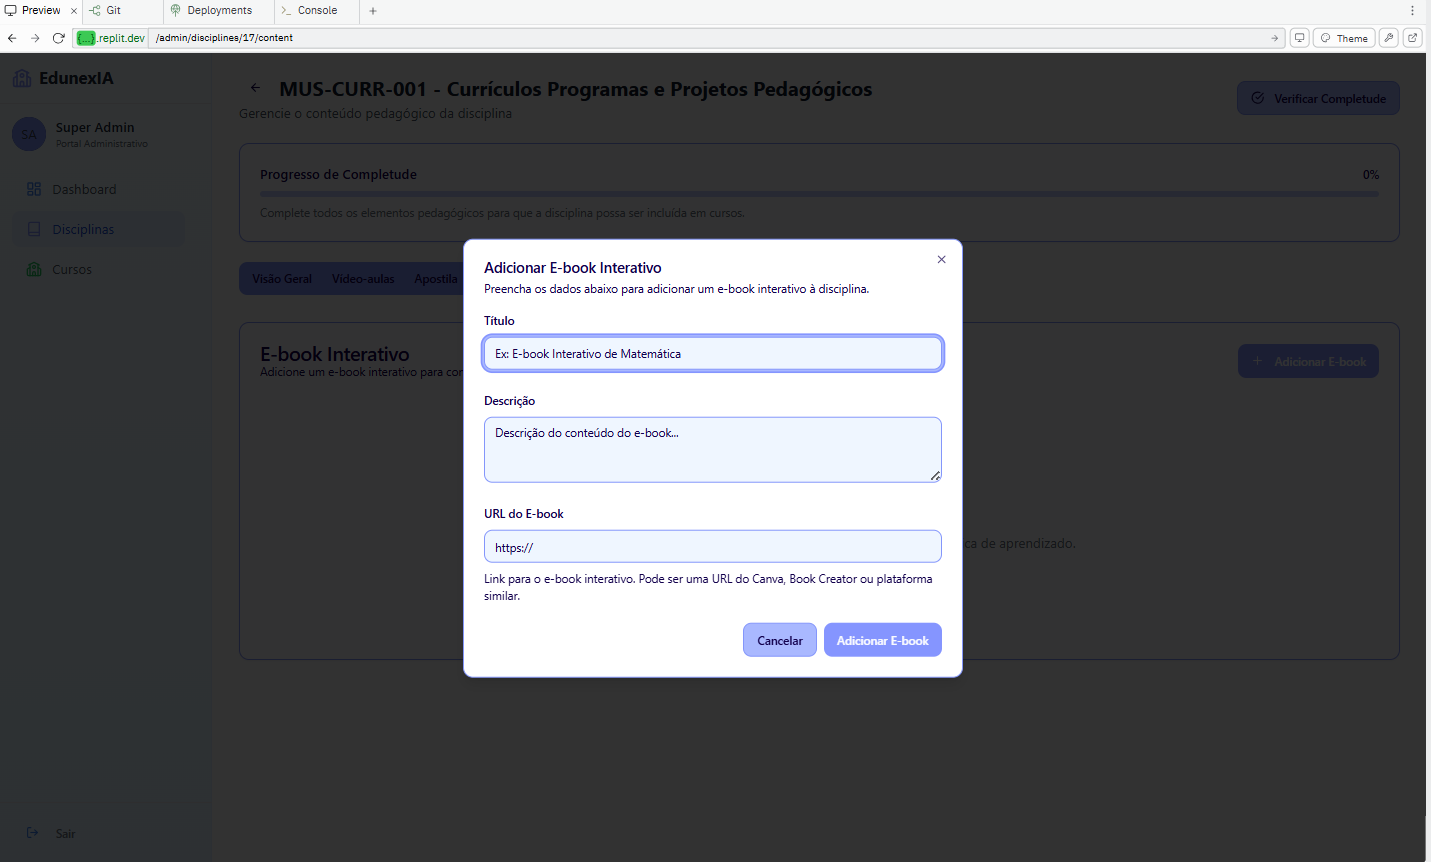 Preview
Git
Deployments
Console
{...}.replit.dev
/admin/disciplines/17/content
Theme
EdunexIA
SA
Super Admin
Portal Administrativo
Dashboard
Disciplinas
Cursos
Sair
MUS-CURR-001 - Currículos Programas e Projetos Pedagógicos
Gerencie o conteúdo pedagógico da disciplina
Verificar Completude
Progresso de Completude
0%
Complete todos os elementos pedagógicos para que a disciplina possa ser incluída em cursos.
Visão Geral
Vídeo-aulas
Apostila
E-book Interativo
Adicione um e-book interativo para
Adicionar E-book
de aprendizado.
Adicionar E-book Interativo
Preencha os dados abaixo para adicionar um e-book interativo à disciplina.
Título
Ex: E-book Interativo de Matemática
Descrição
Descrição do conteúdo do e-book...
URL do E-book
https://
Link para o e-book interativo. Pode ser uma URL do Canva, Book Creator ou plataforma
similar.
Cancelar
Adicionar E-book